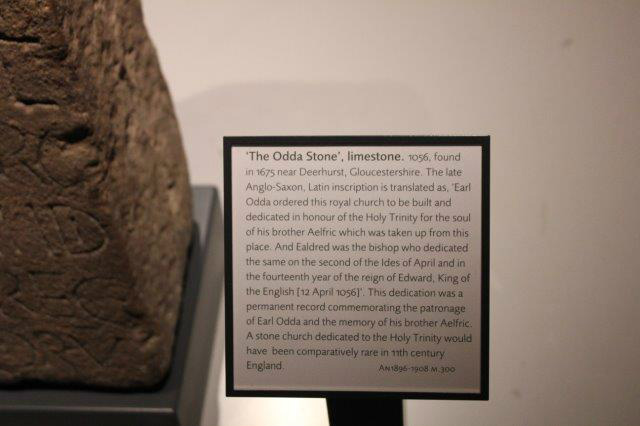 'The Odda Stone', limestone. 1056, found
in 1675 near Deerhurst, Gloucestershire. The late
Anglo-Saxon, Latin inscription is translated as, 'Earl
Odda ordered this royal church to be built and
dedicated in honour of the Holy Trinity for the soul
of his brother Aelfric which was taken up from this
place. And Ealdred was the bishop who dedicated
the same on the second of the Ides of April and in
the fourteenth year of the reign of Edward, King of
the English [12 April 1056]'. This dedication was a
permanent record commemorating the patronage
of Earl Odda and the memory of his brother Aelfric.
A stone church dedicated to the Holy Trinity would
have been comparatively rare in 11th century
England. AN1896-1908 M.300